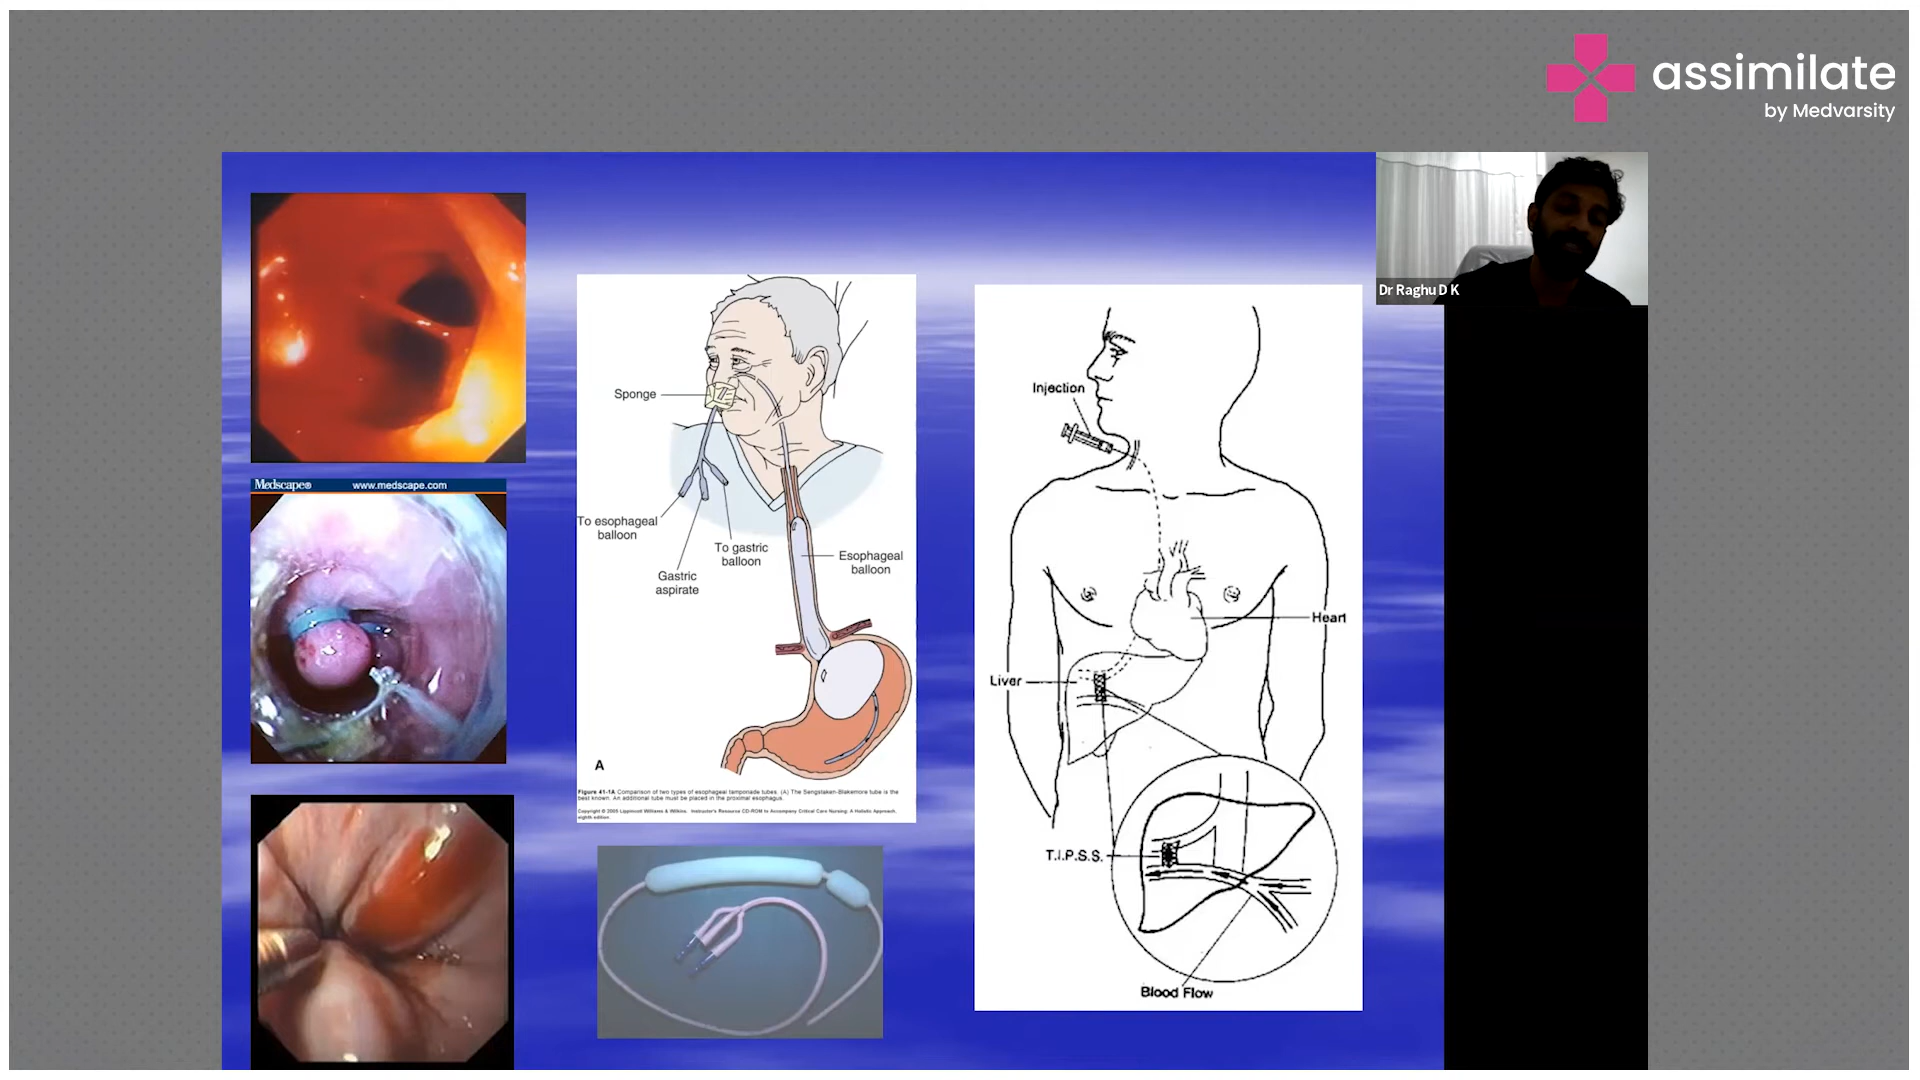 assimilate
by Medvarsity
Dr Raghu D K
Medscape® www.medscape.com
Sponge
To esophageal
balloon
To gastric
balloon
Gastric
aspirate
Esophageal
balloon
A
Figure 41-1A Comparison of two types of esophageal tamponade tubes. (A) The Sengstaken-Blakemore tube is the
best known. An additional tube must be placed in the proximal esophagus.
Copyright © 2005 Lippincott Williams & Wilkins. Instructor's Resource CD-ROM to Accompany Critical Care Nursing: A Holistic Approach,
eighth edition.
Injection
Heart
Liver
T.I.P.S.S.
Blood Flow